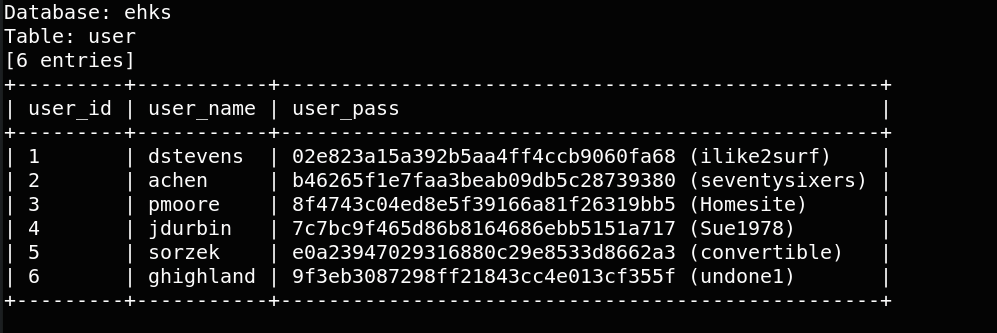 Database: ehks
Table: user
[6 entries]
+---------+-----------+--------------------------------------------------+
| user_id | user_name | user_pass                                        |
+---------+-----------+--------------------------------------------------+
| 1       | dstevens  | 02e823a15a392b5aa4ff4ccb9060fa68 (ilike2surf)    |
| 2       | achen     | b46265f1e7faa3beab09db5c28739380 (seventysixers) |
| 3       | pmoore    | 8f4743c04ed8e5f39166a81f26319bb5 (Homesite)      |
| 4       | jdurbin   | 7c7bc9f465d86b8164686ebb5151a717 (Sue1978)       |
| 5       | sorzek    | e0a23947029316880c29e8533d8662a3 (convertible)   |
| 6       | ghighland | 9f3eb3087298ff21843cc4e013cf355f (undone1)       |
+---------+-----------+--------------------------------------------------+